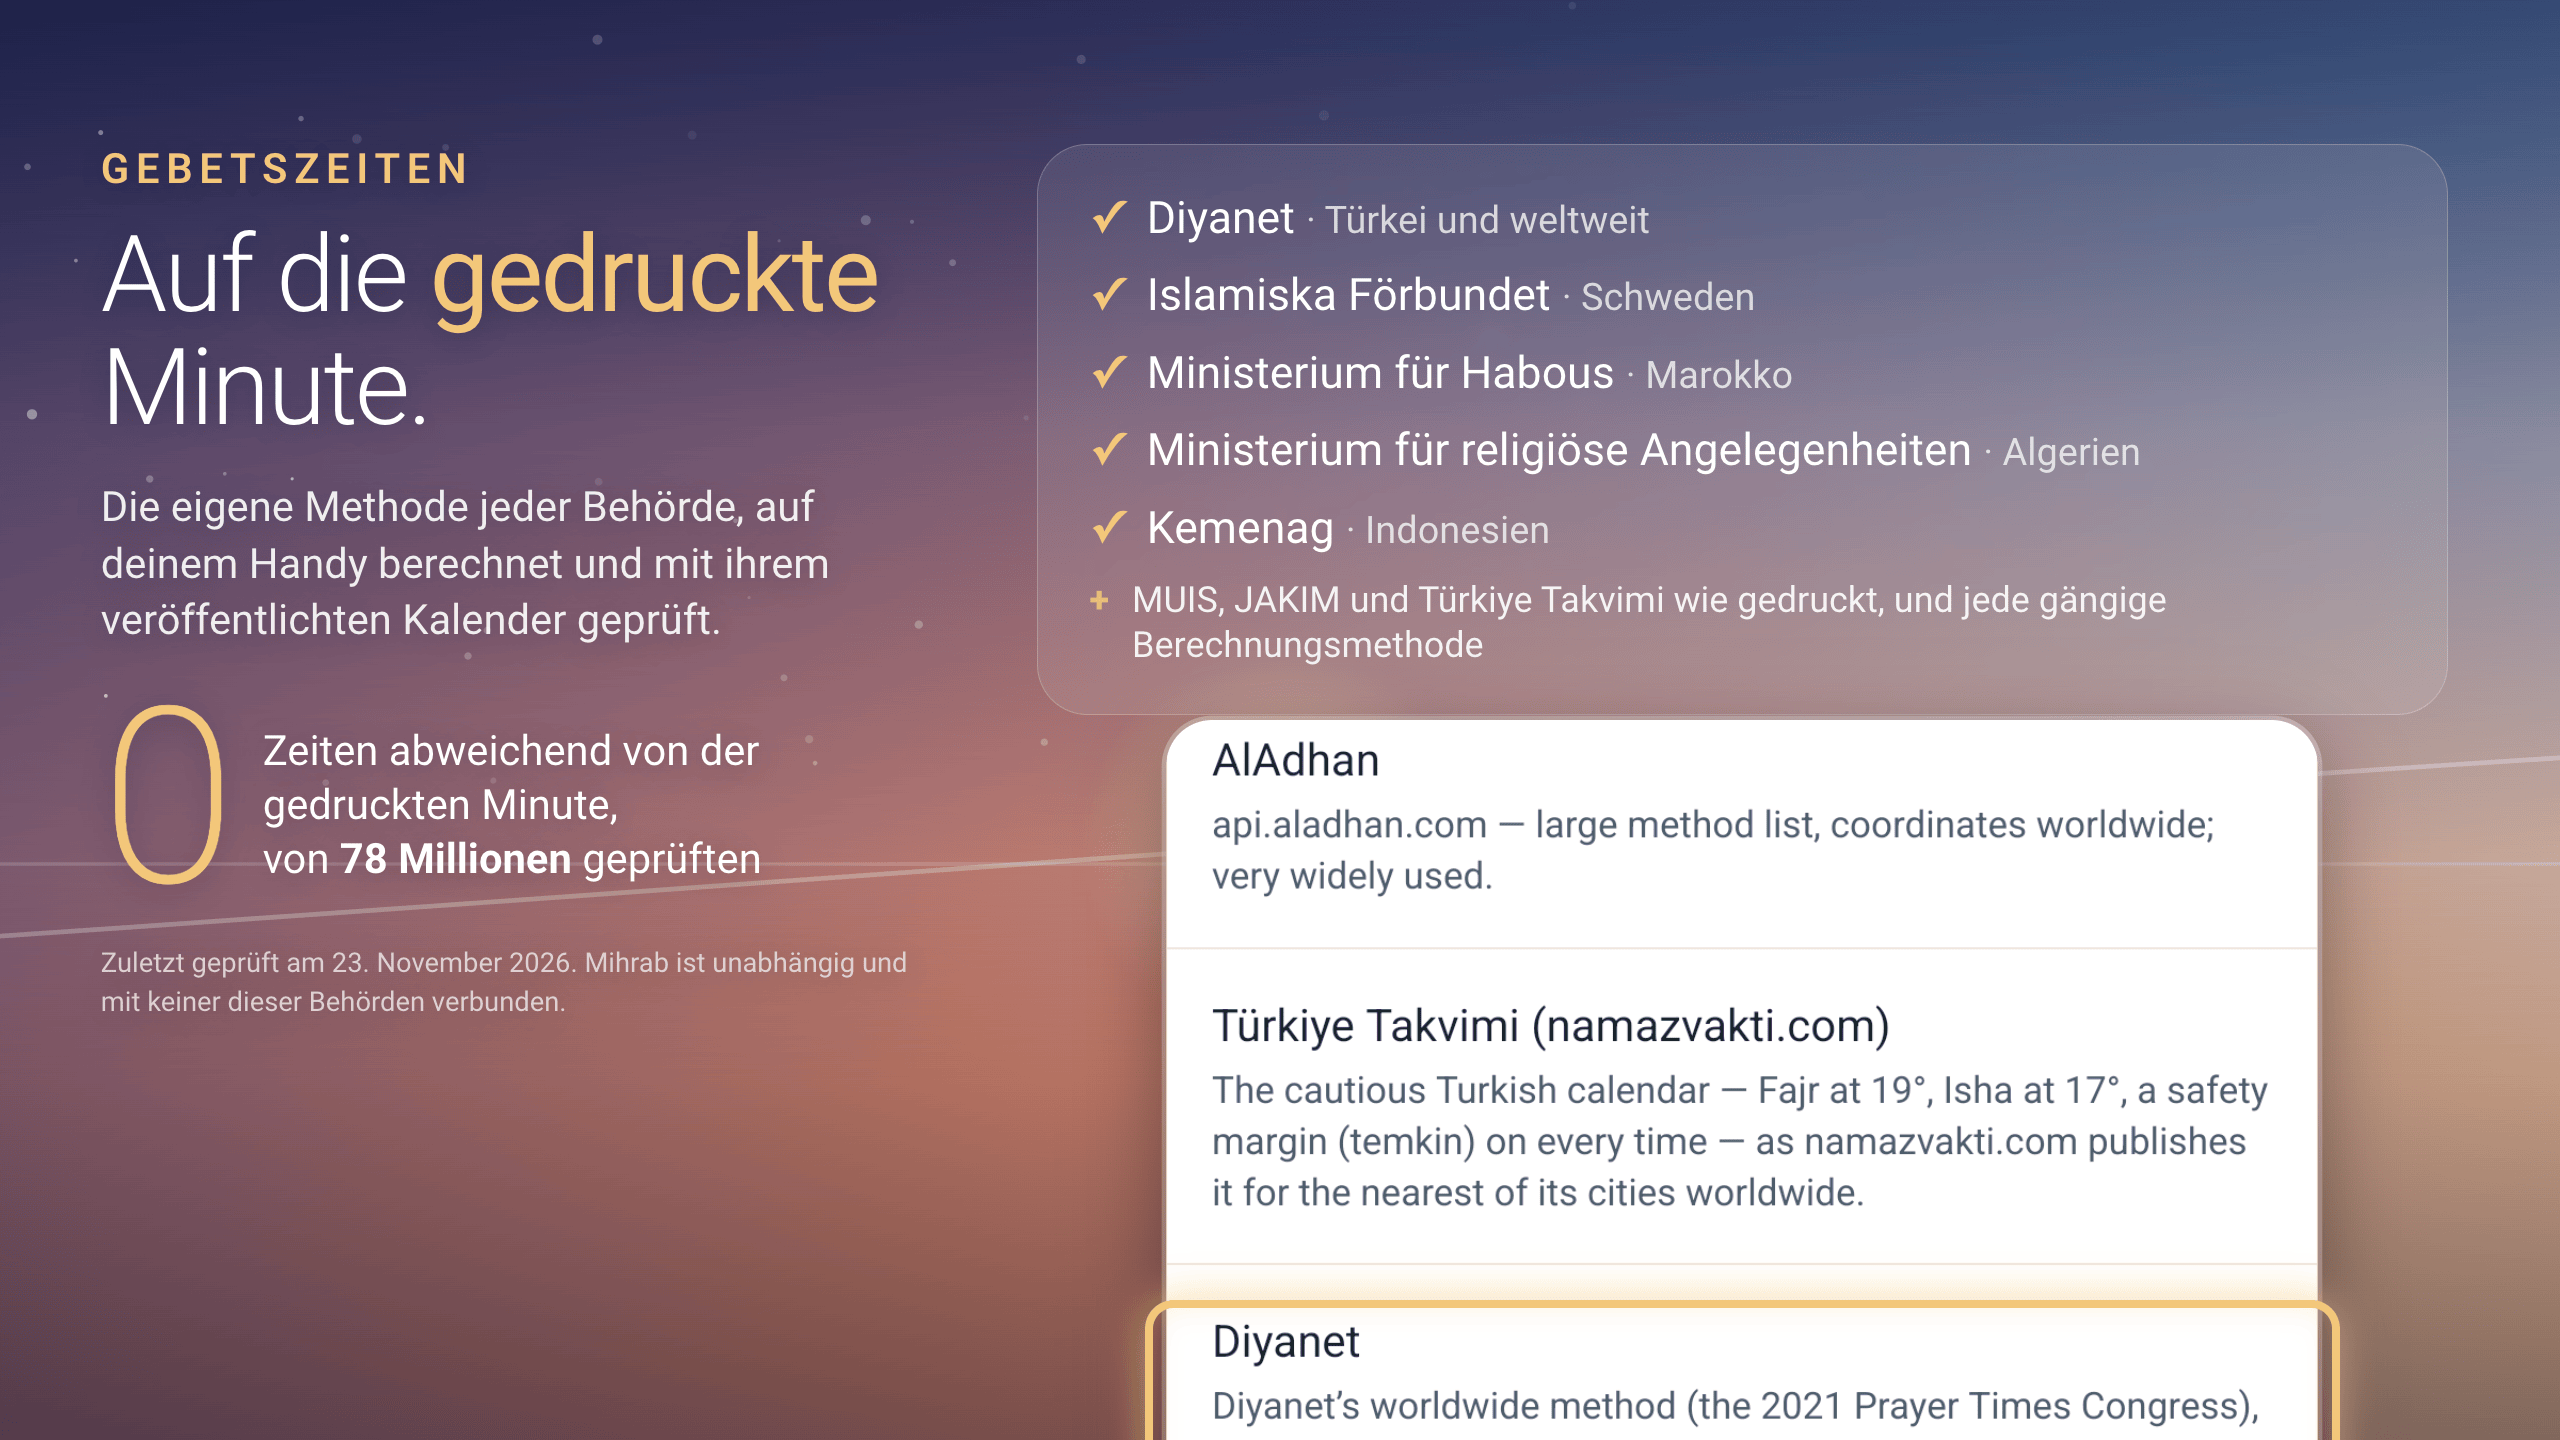 GEBETSZEITEN
Auf die gedruckte
Minute.
Die eigene Methode jeder Behörde, auf
deinem Handy berechnet und mit ihrem
veröffentlichten Kalender geprüft.
0
Zeiten abweichend von der
gedruckten Minute,
von 78 Millionen geprüften
Zuletzt geprüft am 23. November 2026. Mihrab ist unabhängig und
mit keiner dieser Behörden verbunden.
✓ Diyanet · Türkei und weltweit
✓ Islamiska Förbundet · Schweden
✓ Ministerium für Habous · Marokko
✓ Ministerium für religiöse Angelegenheiten · Algerien
✓ Kemenag · Indonesien
+ MUIS, JAKIM und Türkiye Takvimi wie gedruckt, und jede gängige
Berechnungsmethode
AlAdhan
api.aladhan.com — large method list, coordinates worldwide;
very widely used.
Türkiye Takvimi (namazvakti.com)
The cautious Turkish calendar — Fajr at 19°, Isha at 17°, a safety
margin (temkin) on every time — as namazvakti.com publishes
it for the nearest of its cities worldwide.
Diyanet
Diyanet’s worldwide method (the 2021 Prayer Times Congress),